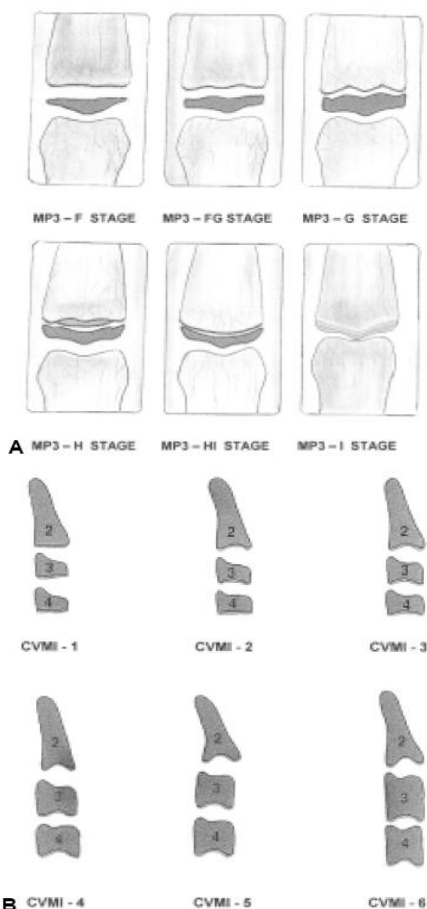 MP3 – F STAGE MP3 – FG STAGE MP3 – G STAGE
A MP3 – H STAGE MP3 – HI STAGE MP3 – I STAGE
2 2 2
3 3 3
4 4 4
CVMI - 1 CVMI - 2 CVMI - 3
2 2 2
3 3 3
4 4 4
B CVMI - 4 CVMI - 5 CVMI - 6